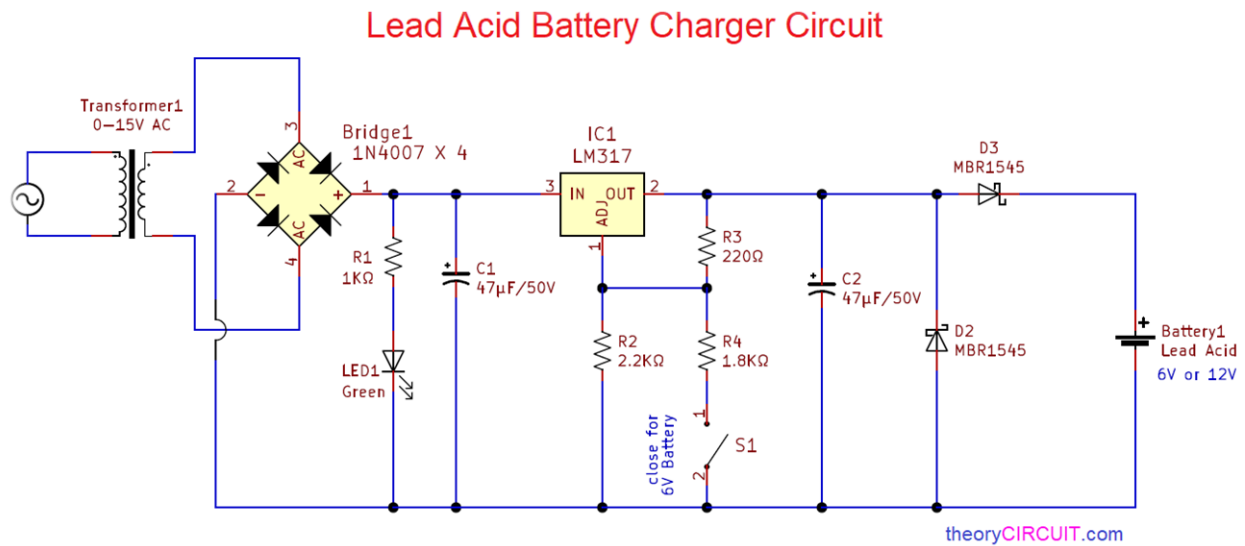 Lead Acid Battery Charger Circuit
Transformer1
0–15V AC
3
AC
Bridge1
1N4007 X 4
2
−
+
1
AC
4
R1
1KΩ
LED1
Green
+
C1
47µF/50V
IC1
LM317
3
IN
OUT
2
ADJ
1
R3
220Ω
R2
2.2KΩ
R4
1.8KΩ
close for
6V Battery
1
S1
2
+
C2
47µF/50V
D3
MBR1545
D2
MBR1545
+
Battery1
Lead Acid
6V or 12V
theoryCIRCUIT.com